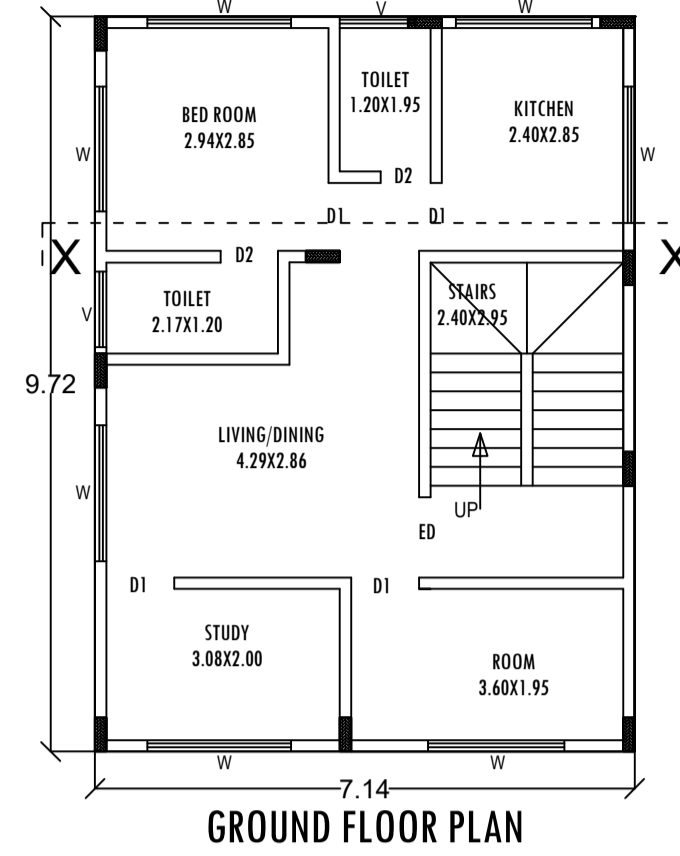 W V W
TOILET
1.20X1.95
BED ROOM
2.94X2.85
KITCHEN
2.40X2.85
W W
D2
D1 D1
X D2 X
STAIRS
2.40X2.95
TOILET
2.17X1.20
V
9.72
LIVING/DINING
4.29X2.86
W
UP
ED
D1 D1
STUDY
3.08X2.00
ROOM
3.60X1.95
W W
7.14
GROUND FLOOR PLAN